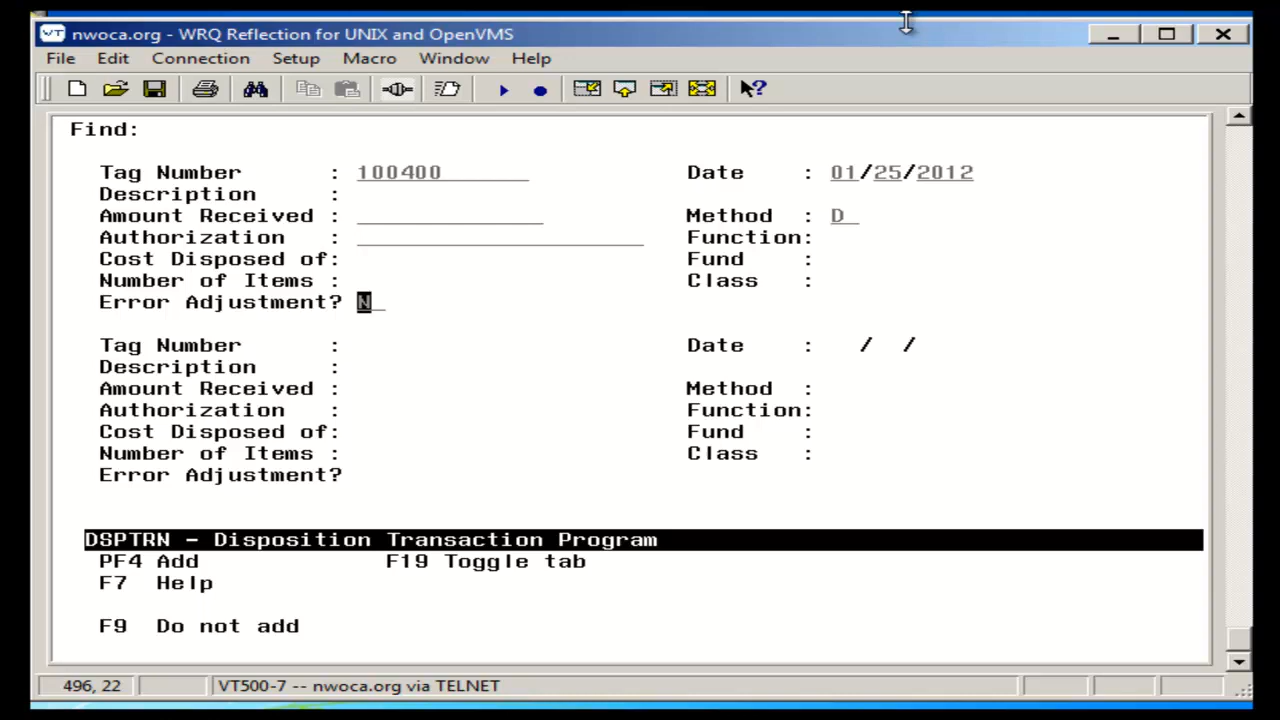 nwoca.org - WRQ Reflection for UNIX and OpenVMS
File Edit Connection Setup Macro Window Help
Find:
Tag Number : 100400 Date : 01/25/2012
Description :
Amount Received : Method : D
Authorization : Function:
Cost Disposed of: Fund :
Number of Items : Class :
Error Adjustment? N
Tag Number : Date : / /
Description :
Amount Received : Method :
Authorization : Function:
Cost Disposed of: Fund :
Number of Items : Class :
Error Adjustment?
DSPTRN - Disposition Transaction Program
PF4 Add F19 Toggle tab
F7 Help
F9 Do not add
496, 22 VT500-7 -- nwoca.org via TELNET